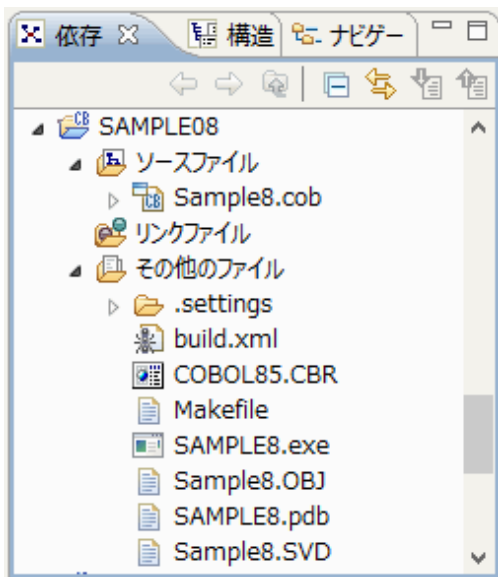 依存 構造 ナビゲー
SAMPLE08
ソースファイル
Sample8.cob
リンクファイル
その他のファイル
.settings
build.xml
COBOL85.CBR
Makefile
SAMPLE8.exe
Sample8.OBJ
SAMPLE8.pdb
Sample8.SVD